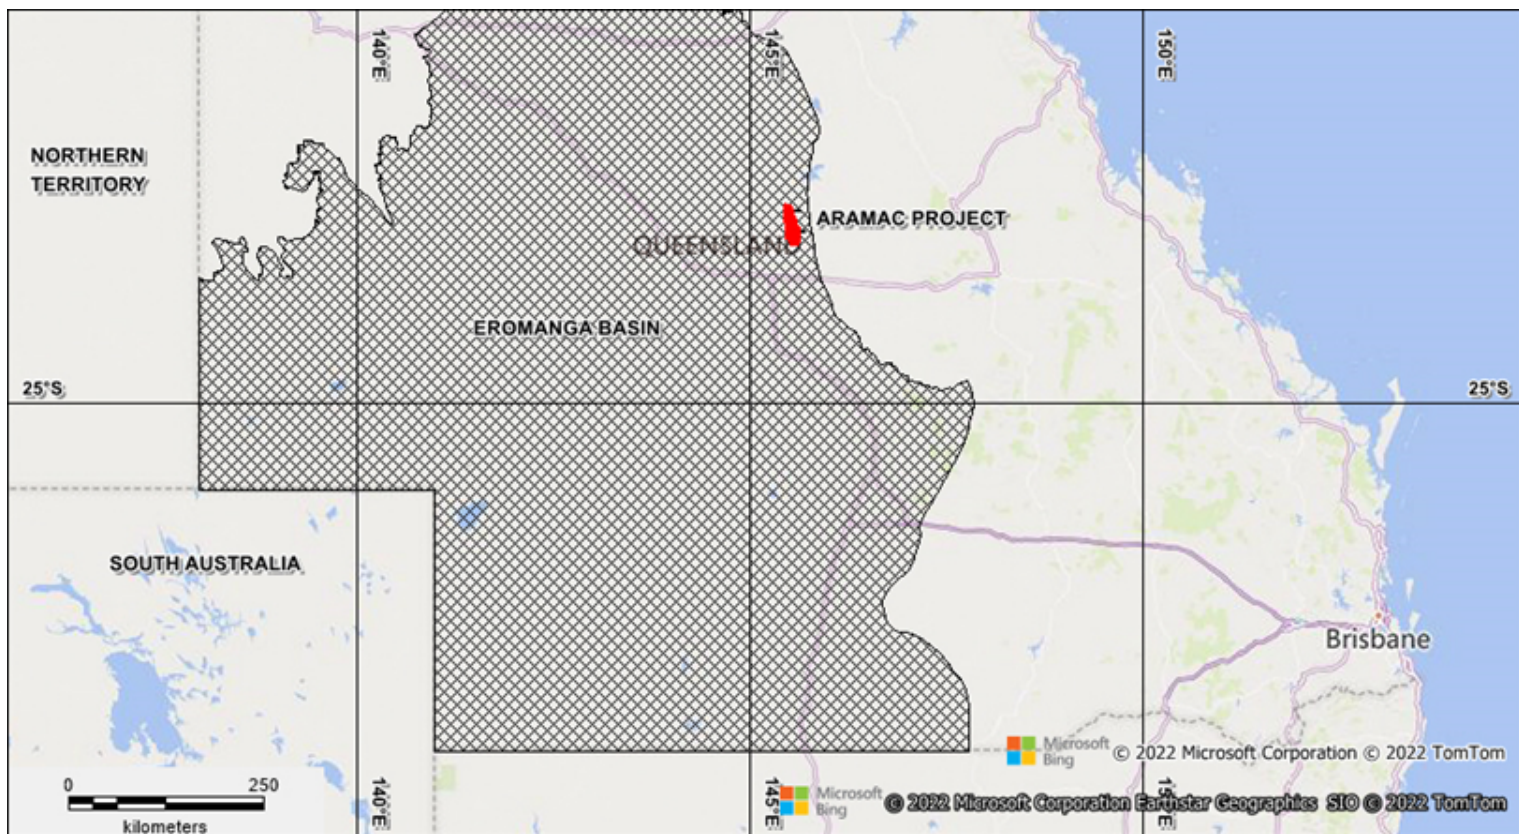 140°E
145°E
150°E
NORTHERN
TERRITORY
ARAMAC PROJECT
QUEENSLAND
EROMANGA BASIN
25°S
25°S
SOUTH AUSTRALIA
Brisbane
Microsoft
Bing
© 2022 Microsoft Corporation © 2022 TomTom
0 250
kilometers
140°E
145°E
150°E
Microsoft
Bing
© 2022 Microsoft Corporation Earthstar Geographics SIO © 2022 TomTom